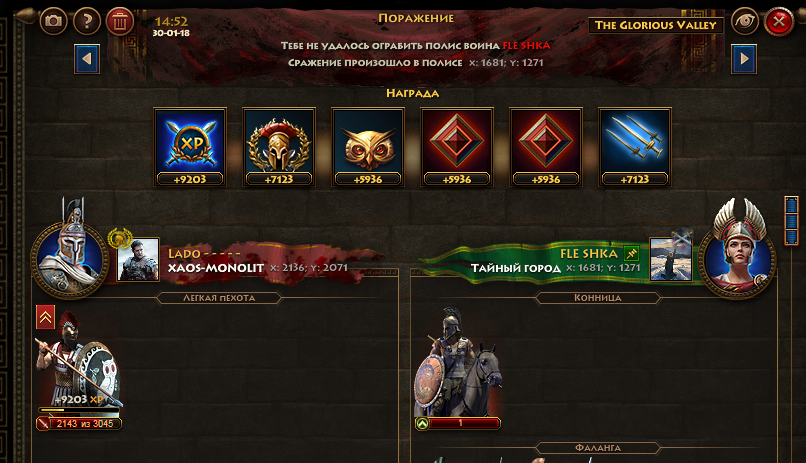 14:52
30-01-18
Поражение
THE GLORIOUS VALLEY
?
Тебе не удалось ограбить полис воина FLE SHKA
Сражение произошло в полисе X: 1681; Y: 1271
Награда
XP
+9203
+7123
+5936
+5936
+5936
+7123
LADO - - - - -
XAOS-MONOLIT X: 2136; Y: 2071
FLE SHKA
Тайный город X: 1681; Y: 1271
Легкая пехота
Конница
+9203 XP
2143 из 3045
1
Фаланга